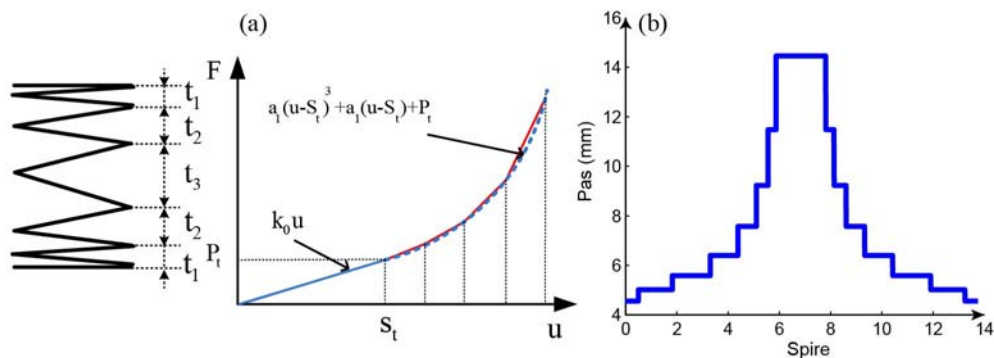 (a)
(b)
t₁
t₂
t₃
t₂
t₁
F
a₁(u-Sₜ)³+a₁(u-Sₜ)+Pₜ
k₀u
Pₜ
sₜ
u
Pas (mm)
16
14
12
10
8
6
4
0
2
4
6
8
10
12
14
Spire